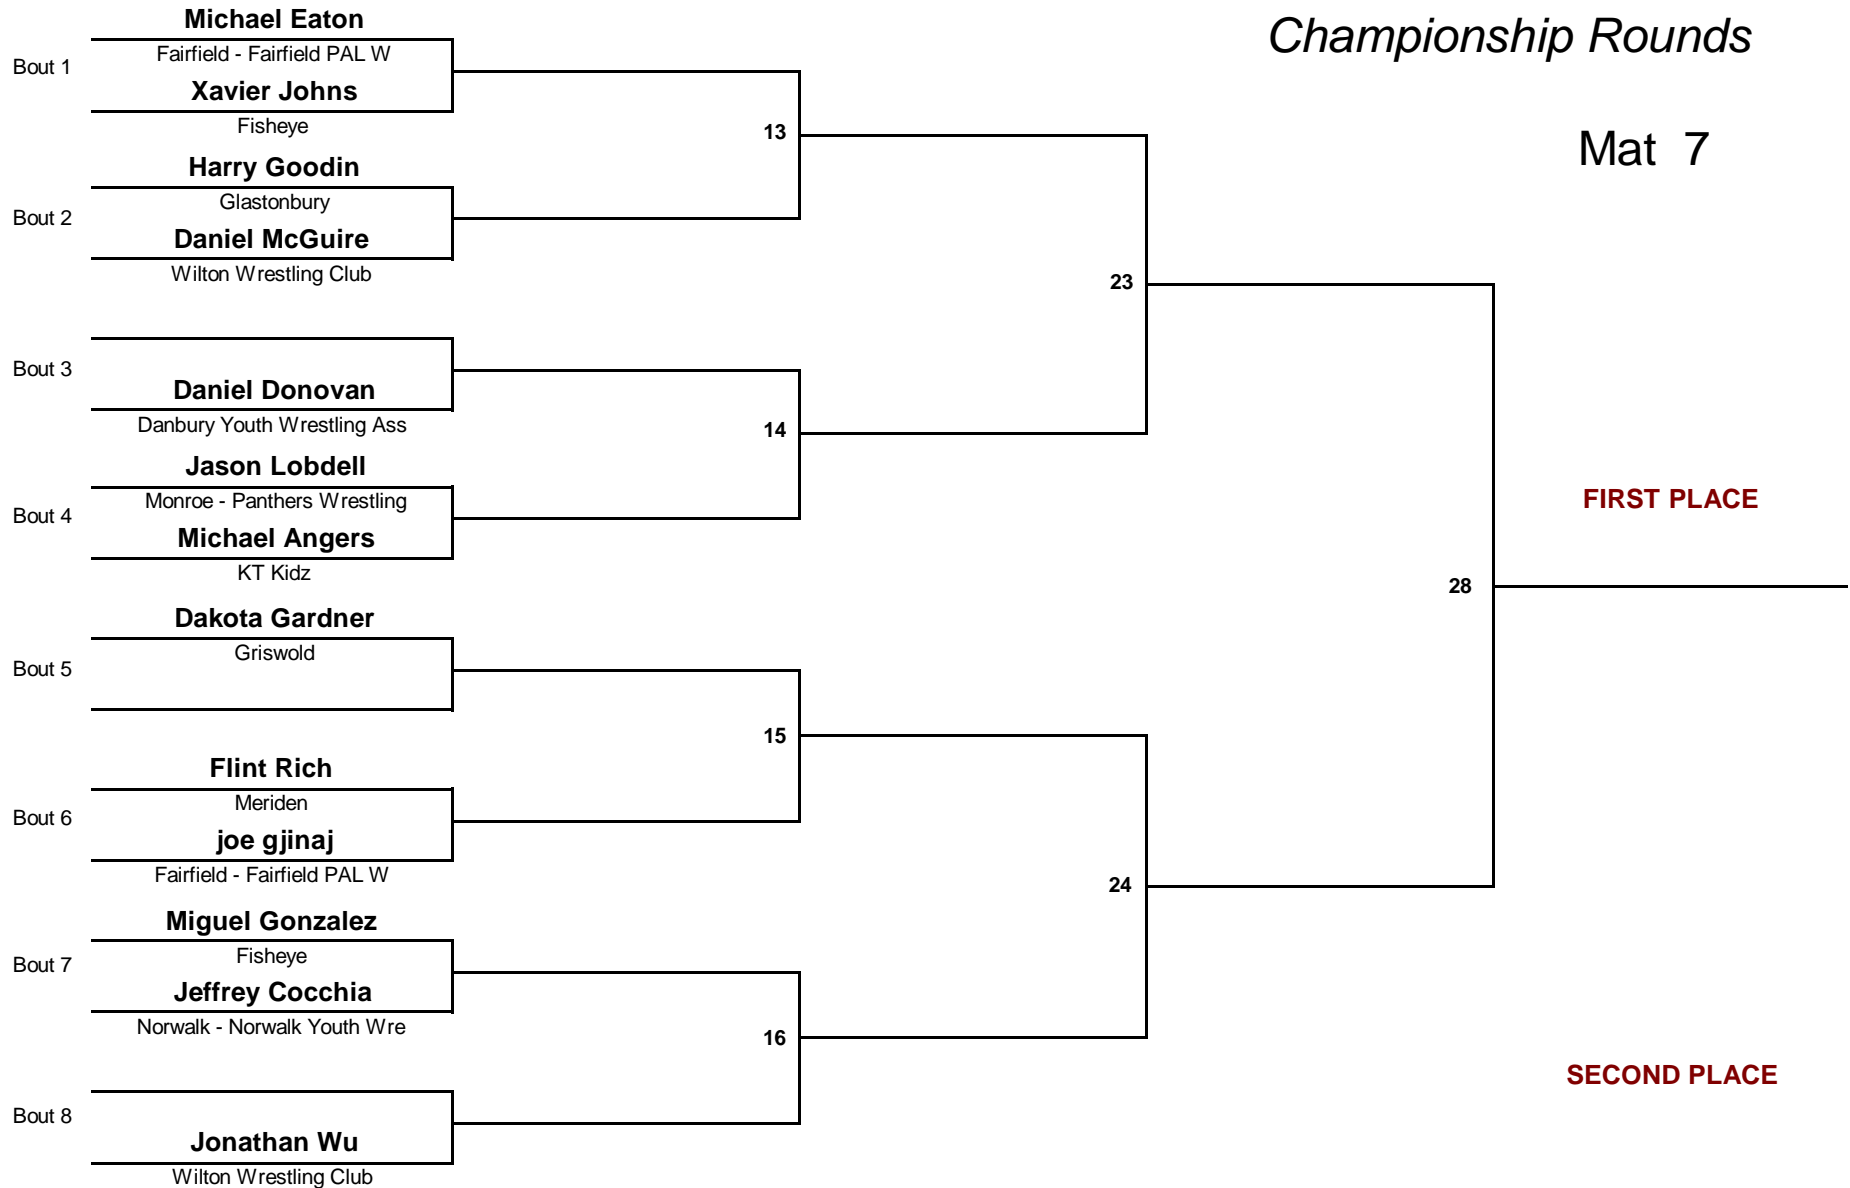 Championship Rounds
Mat 7
Michael Eaton
Fairfield - Fairfield PAL W
Bout 1
Xavier Johns
Fisheye
13
Harry Goodin
Glastonbury
Bout 2
Daniel McGuire
Wilton Wrestling Club
23
Bout 3
Daniel Donovan
Danbury Youth Wrestling Ass
14
Jason Lobdell
Monroe - Panthers Wrestling
Bout 4
Michael Angers
KT Kidz
FIRST PLACE
28
Dakota Gardner
Griswold
Bout 5
15
Flint Rich
Meriden
Bout 6
joe gjinaj
Fairfield - Fairfield PAL W
24
Miguel Gonzalez
Fisheye
Bout 7
Jeffrey Cocchia
Norwalk - Norwalk Youth Wre
16
SECOND PLACE
Bout 8
Jonathan Wu
Wilton Wrestling Club